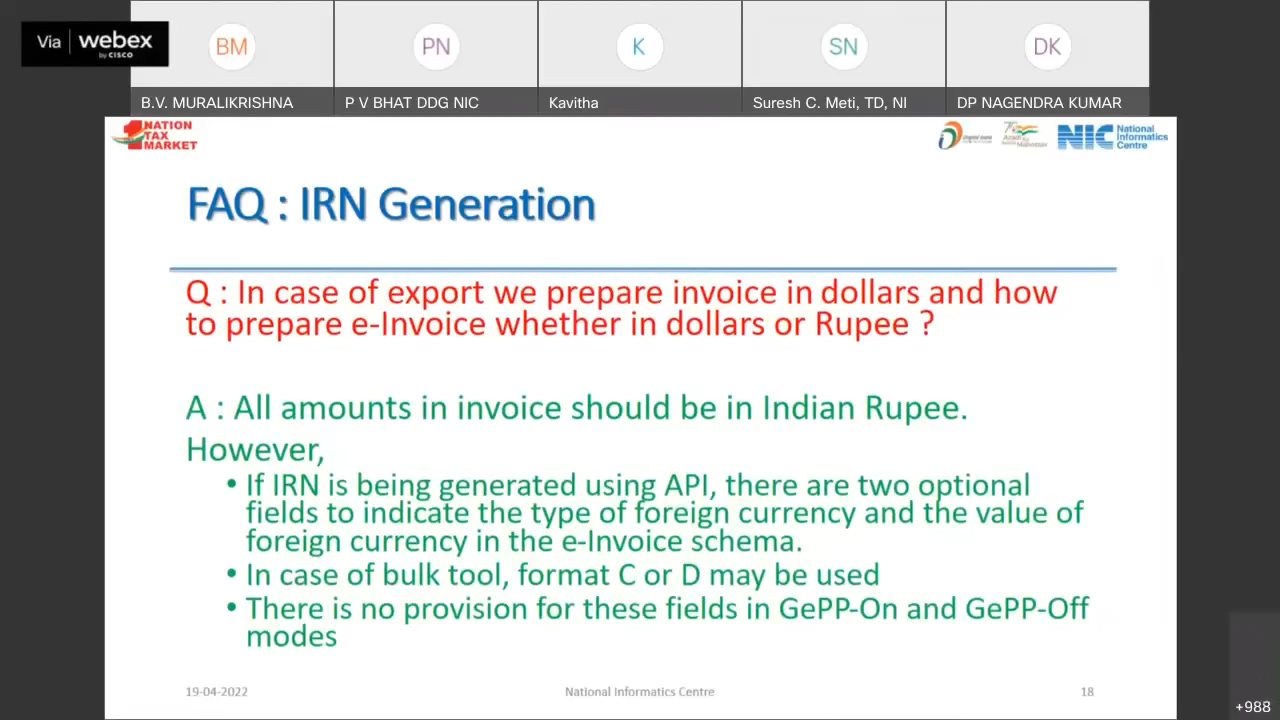 Via webex
by CISCO
BM
PN
K
SN
DK
B.V. MURALIKRISHNA
P V BHAT DDG NIC
Kavitha
Suresh C. Meti, TD, NI
DP NAGENDRA KUMAR
1 NATION
TAX
MARKET
NIC National
Informatics
Centre
FAQ : IRN Generation
Q : In case of export we prepare invoice in dollars and how
to prepare e-Invoice whether in dollars or Rupee ?
A : All amounts in invoice should be in Indian Rupee.
However,
• If IRN is being generated using API, there are two optional
fields to indicate the type of foreign currency and the value of
foreign currency in the e-Invoice schema.
• In case of bulk tool, format C or D may be used
• There is no provision for these fields in GePP-On and GePP-Off
modes
19-04-2022
National Informatics Centre
18
+988